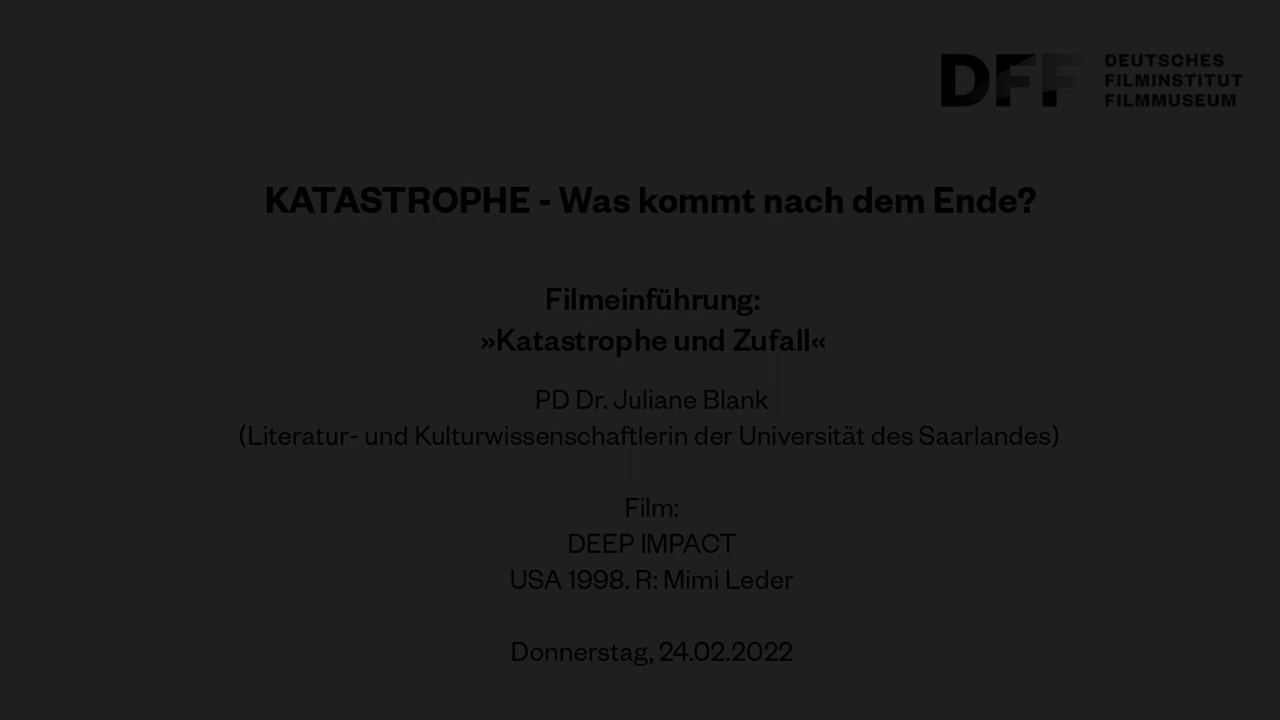 DFF
DEUTSCHES
FILMINSTITUT
FILMMUSEUM
KATASTROPHE - Was kommt nach dem Ende?
Filmeinführung:
»Katastrophe und Zufall«
PD Dr. Juliane Blank
(Literatur- und Kulturwissenschaftlerin der Universität des Saarlandes)
Film:
DEEP IMPACT
USA 1998. R: Mimi Leder
Donnerstag, 24.02.2022